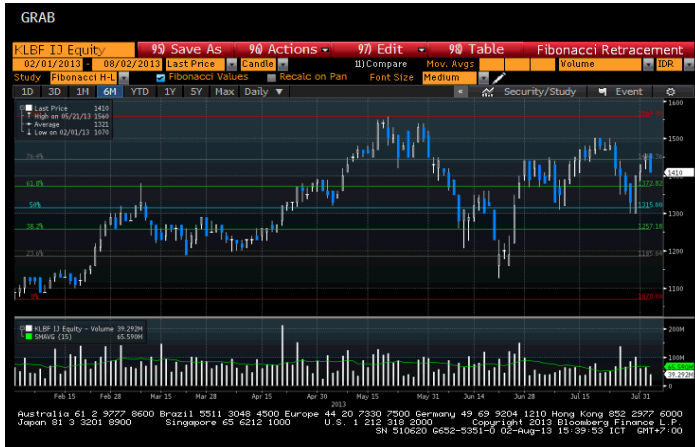 GRAB
KLBF IJ Equity 95) Save As 96) Actions 97) Edit 98) Table Fibonacci Retracement
02/01/2013 - 08/02/2013 Last Price Candle 11) Compare Mov. Avgs Volume IDR
Study Fibonacci H-L Fibonacci Values Recalc on Pan Font Size Medium
1D 3D 1M 6M YTD 1Y 5Y Max Daily ▼ « Security/Study Event
Last Price 1410
High on 05/21/13 1560
Average 1321
Low on 02/01/13 1070
1600
1500
76.4%
1410
1400
61.8% 1372.82
50% 1315.00
1300
38.2% 1257.18
23.6% 1185.64
1200
1100
0% 1070.00
KLBF IJ Equity - Volume 39.292M
SMAVG (15) 65.590M
200M
100M
65.590M
39.292M
Feb 15 Feb 28 Mar 15 Mar 28 Apr 15 Apr 30 May 15 May 31 Jun 14 Jun 28 Jul 15 Jul 31
2013
Australia 61 2 9777 8600 Brazil 5511 3048 4500 Europe 44 20 7330 7500 Germany 49 69 9204 1210 Hong Kong 852 2977 6000
Japan 81 3 3201 8900 Singapore 65 6212 1000 U.S. 1 212 318 2000 Copyright 2013 Bloomberg Finance L.P.
SN 510620 G652-5351-0 02-Aug-13 15:39:53 ICT GMT+7:00